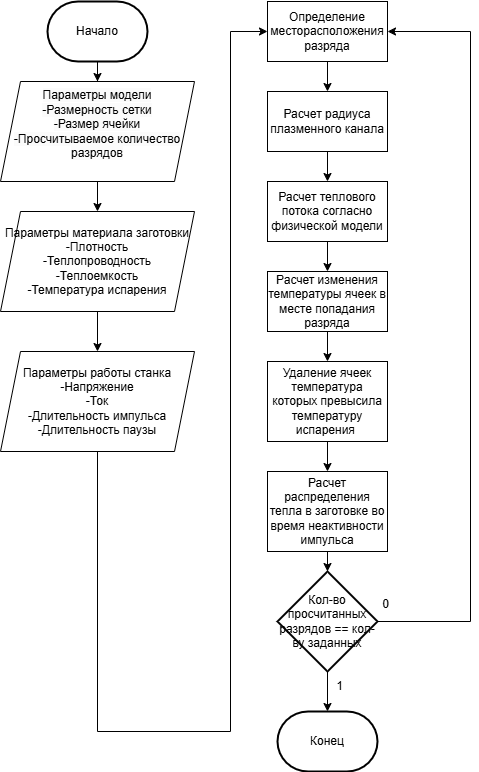 Начало
Параметры модели
-Размерность сетки
-Размер ячейки
-Просчитываемое количество
разрядов
Параметры материала заготовки
-Плотность
-Теплопроводность
-Теплоемкость
-Температура испарения
Параметры работы станка
-Напряжение
-Ток
-Длительность импульса
-Длительность паузы
Определение
месторасположения
разряда
Расчет радиуса
плазменного канала
Расчет теплового
потока согласно
физической модели
Расчет изменения
температуры ячеек в
месте попадания
разряда
Удаление ячеек
температура
которых превысила
температуру
испарения
Расчет
распределения
тепла в заготовке во
время неактивности
импульса
Кол-во
просчитанных
разрядов == кол-
ву заданных
0
1
Конец